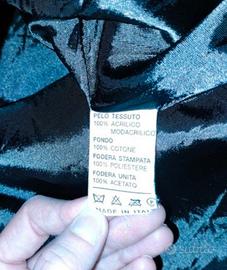 PELO TESSUTO
100% ACRILICO
MODACRILICO
FONDO
100% COTONE
FODERA STAMPATA
100% POLIESTERE
FODERA UNITA
100% ACETATO
MADE IN ITALY
subito